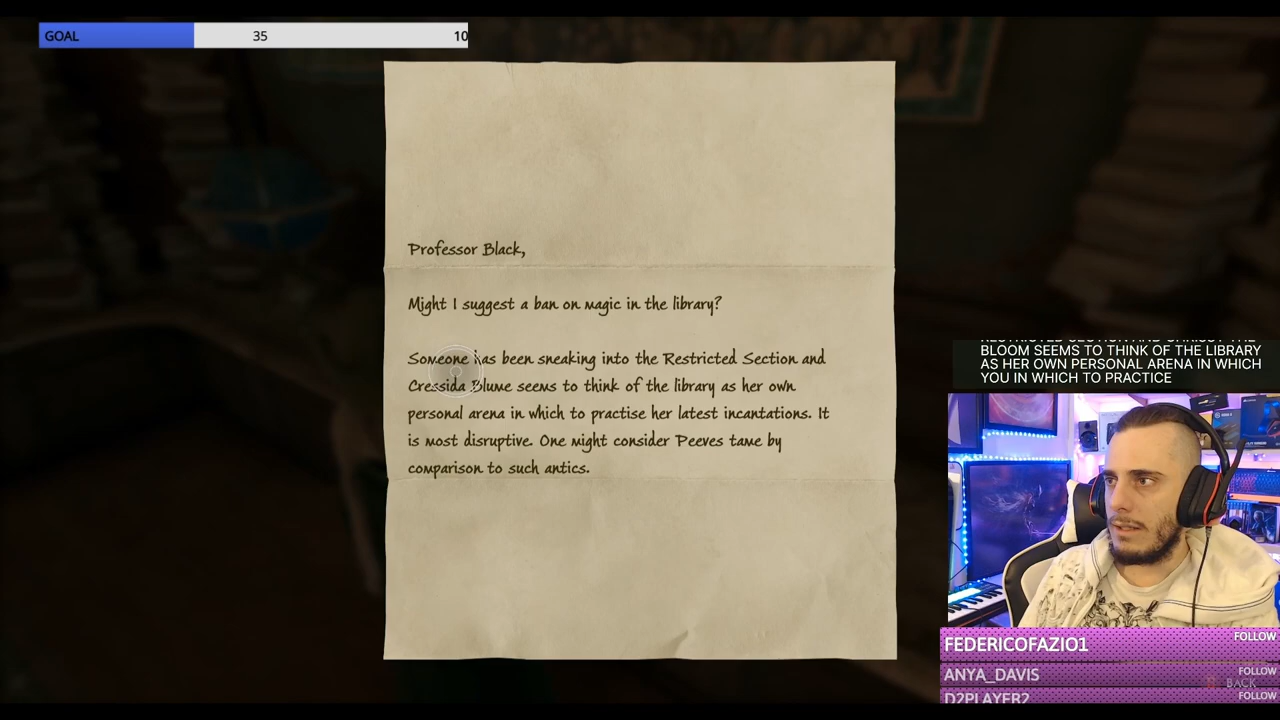 GOAL 35 10
Professor Black,
Might I suggest a ban on magic in the library?
Someone has been sneaking into the Restricted Section and
Cressida Blume seems to think of the library as her own
personal arena in which to practise her latest incantations. It
is most disruptive. One might consider Peeves tame by
comparison to such antics.
BLOOM SEEMS TO THINK OF THE LIBRARY
AS HER OWN PERSONAL ARENA IN WHICH
YOU IN WHICH TO PRACTICE
FEDERICOFAZIO1 FOLLOW
ANYA_DAVIS FOLLOW
BACK
D2PLAYER2 FOLLOW